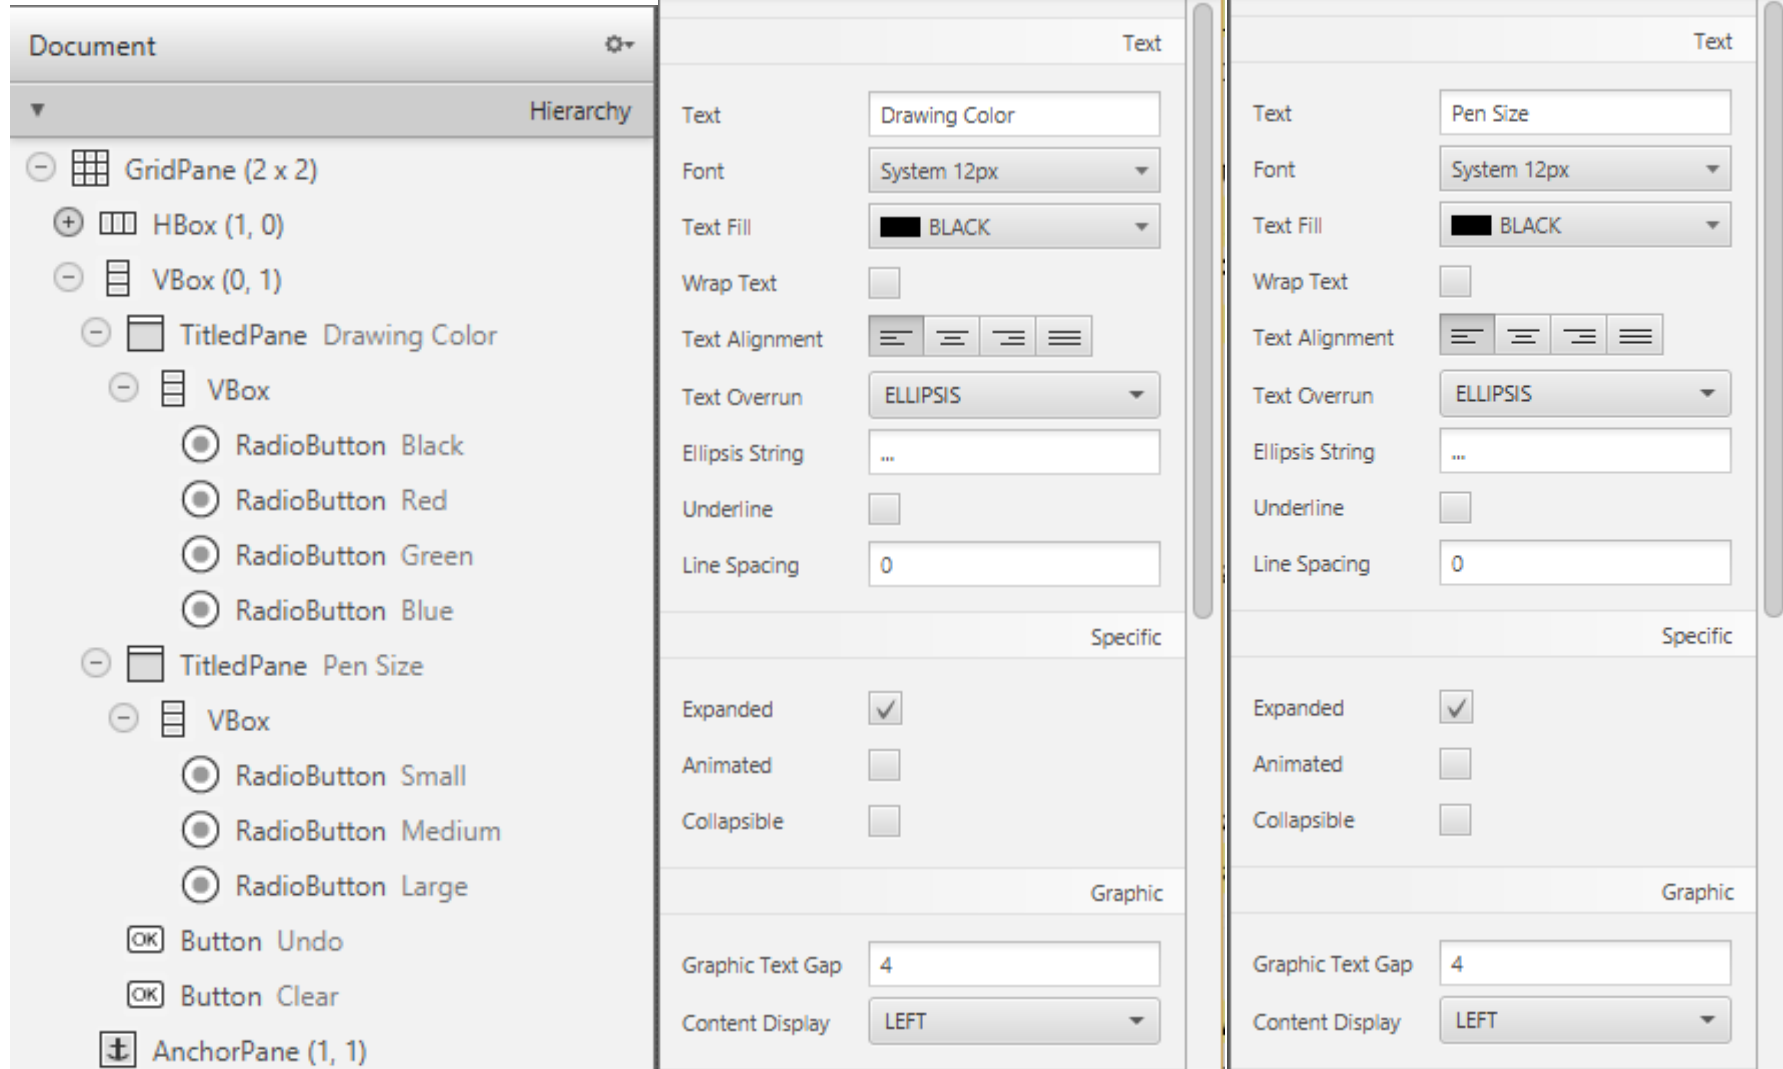 Document
Hierarchy
GridPane (2 x 2)
HBox (1, 0)
VBox (0, 1)
TitledPane Drawing Color
VBox
RadioButton Black
RadioButton Red
RadioButton Green
RadioButton Blue
TitledPane Pen Size
VBox
RadioButton Small
RadioButton Medium
RadioButton Large
OK Button Undo
OK Button Clear
AnchorPane (1, 1)
Text
Text Drawing Color
Font System 12px
Text Fill BLACK
Wrap Text
Text Alignment
Text Overrun ELLIPSIS
Ellipsis String ...
Underline
Line Spacing 0
Specific
Expanded
Animated
Collapsible
Graphic
Graphic Text Gap 4
Content Display LEFT
Text
Text Pen Size
Font System 12px
Text Fill BLACK
Wrap Text
Text Alignment
Text Overrun ELLIPSIS
Ellipsis String ...
Underline
Line Spacing 0
Specific
Expanded
Animated
Collapsible
Graphic
Graphic Text Gap 4
Content Display LEFT